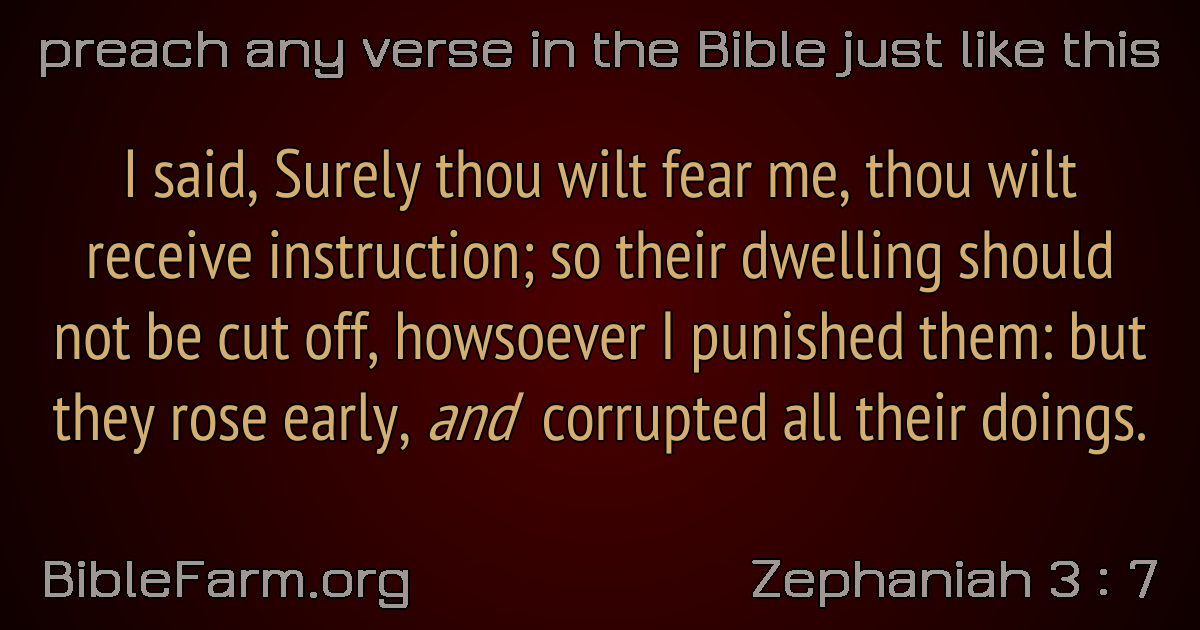 preach any verse in the Bible just like this
I said, Surely thou wilt fear me, thou wilt
receive instruction; so their dwelling should
not be cut off, howsoever I punished them: but
they rose early, and corrupted all their doings.
BibleFarm.org
Zephaniah 3 : 7